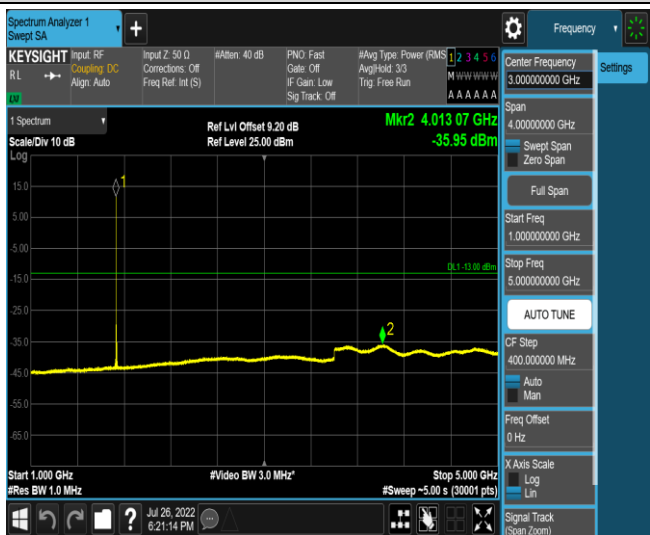 Spectrum Analyzer 1
Swept SA
+
Frequency
KEYSIGHT
RL
Input: RF
Coupling: DC
Align: Auto
Input Z: 50 Ω
Corrections: Off
Freq Ref: Int (S)
#Atten: 40 dB
PNO: Fast
Gate: Off
IF Gain: Low
Sig Track: Off
#Avg Type: Power (RMS
Avg|Hold: 3/3
Trig: Free Run
1 2 3 4 5 6
M W W W W W
A A A A A A
1 Spectrum
Scale/Div 10 dB
Log
Ref Lvl Offset 9.20 dB
Ref Level 25.00 dBm
Mkr2 4.013 07 GHz
-35.95 dBm
15.0
5.00
-5.00
-15.0
-25.0
-35.0
-45.0
-55.0
-65.0
1
DL1 -13.00 dBm
2
Start 1.000 GHz
#Res BW 1.0 MHz
#Video BW 3.0 MHz*
Stop 5.000 GHz
#Sweep ~5.00 s (30001 pts)
?
Jul 26, 2022
6:21:14 PM
Center Frequency
3.000000000 GHz
Settings
Span
4.00000000 GHz
Swept Span
Zero Span
Full Span
Start Freq
1.000000000 GHz
Stop Freq
5.000000000 GHz
AUTO TUNE
CF Step
400.000000 MHz
Auto
Man
Freq Offset
0 Hz
X Axis Scale
Log
Lin
Signal Track
(Span Zoom)